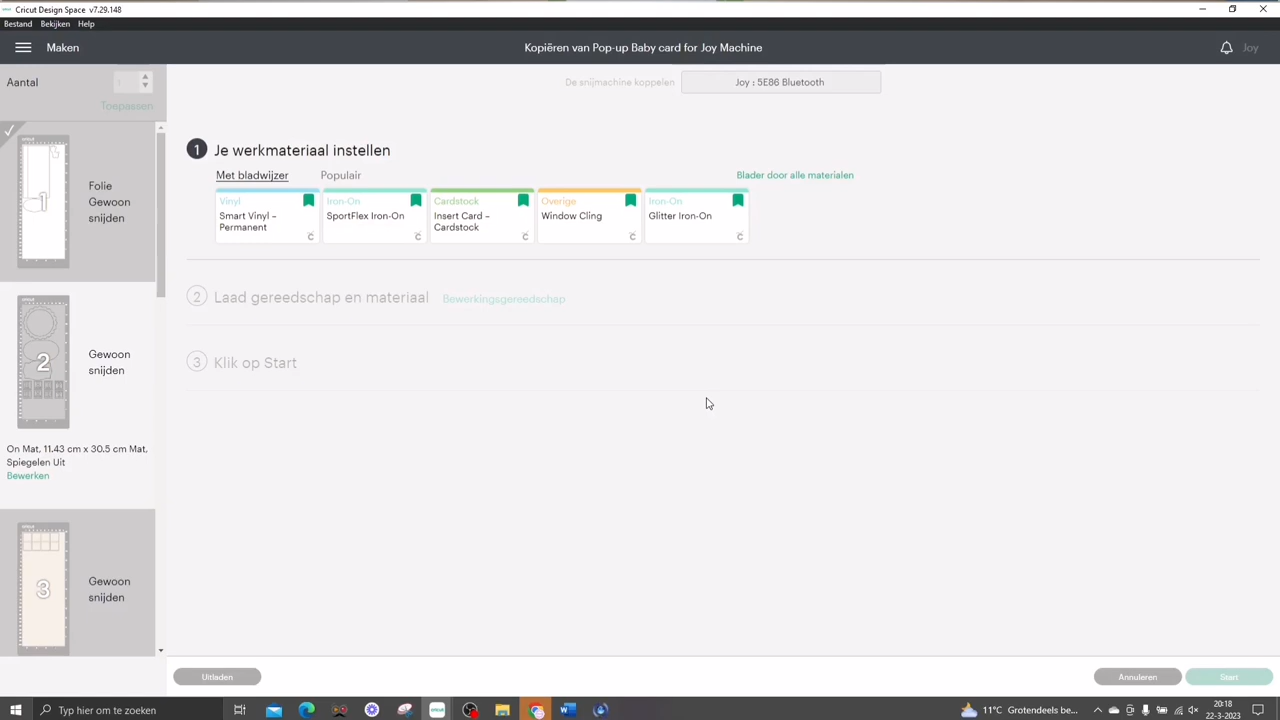 Cricut Design Space v7.29.148
Bestand Bekijken Help
Maken
Kopiëren van Pop-up Baby card for Joy Machine
Joy
Aantal
Toepassen
De snijmachine koppelen
Joy : 5E86 Bluetooth
1
Folie
Gewoon
snijden
2
Gewoon
snijden
On Mat, 11.43 cm x 30.5 cm Mat,
Spiegelen Uit
Bewerken
3
Gewoon
snijden
1 Je werkmateriaal instellen
Met bladwijzer
Populair
Blader door alle materialen
Vinyl
Smart Vinyl –
Permanent
Iron-On
SportFlex Iron-On
Cardstock
Insert Card –
Cardstock
Overige
Window Cling
Iron-On
Glitter Iron-On
2 Laad gereedschap en materiaal
Bewerkingsgereedschap
3 Klik op Start
Uitladen
Annuleren
Start
Typ hier om te zoeken
11°C Grotendeels be...
20:18
22-3-2023